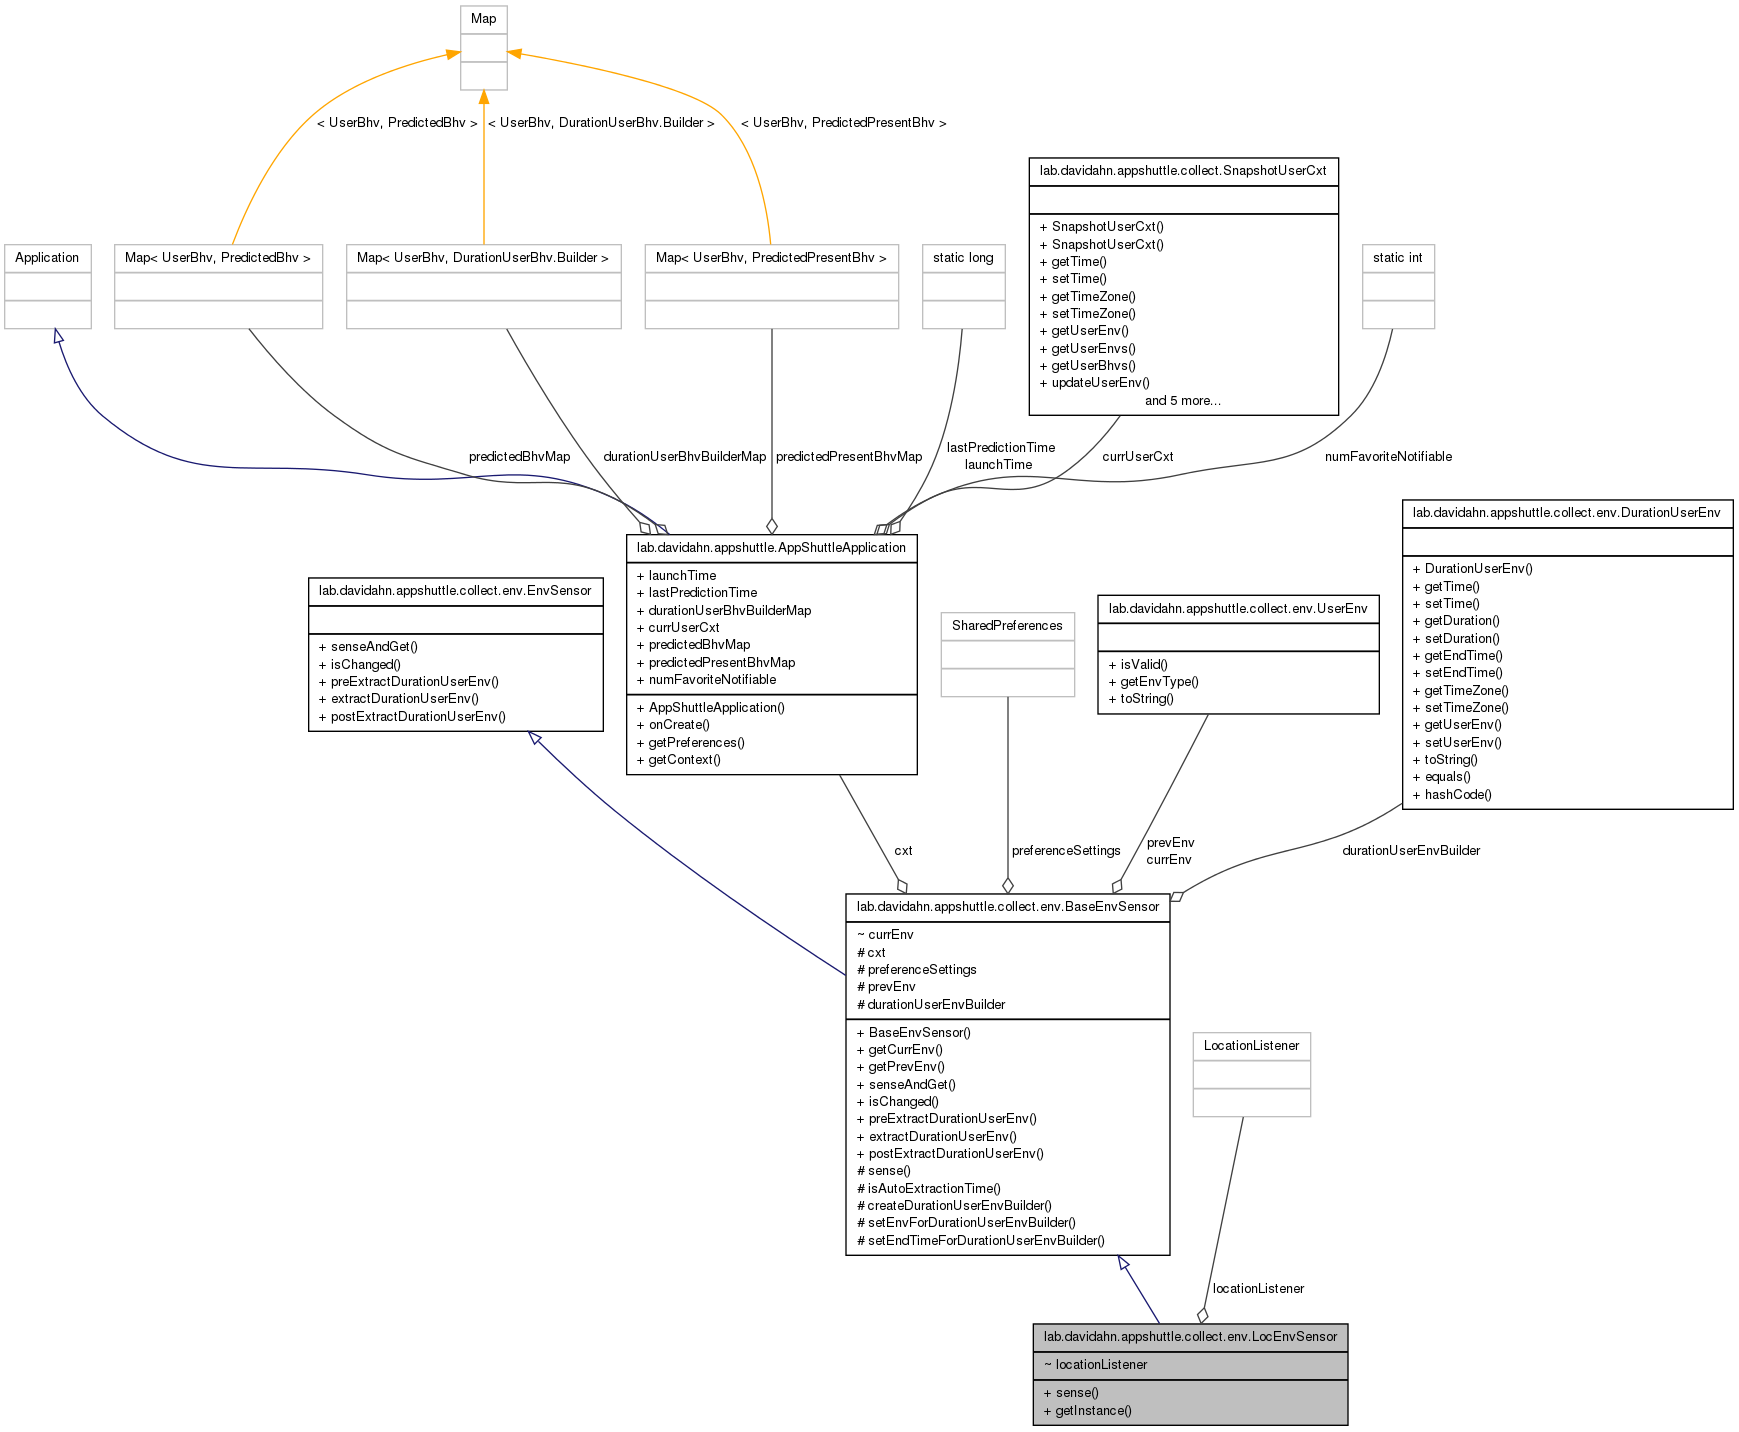 Map
< UserBhv, PredictedBhv >
< UserBhv, DurationUserBhv.Builder >
< UserBhv, PredictedPresentBhv >
lab.davidahn.appshuttle.collect.SnapshotUserCxt
+ SnapshotUserCxt()
+ SnapshotUserCxt()
+ getTime()
+ setTime()
+ getTimeZone()
+ setTimeZone()
+ getUserEnv()
+ getUserEnvs()
+ getUserBhvs()
+ updateUserEnv()
and 5 more...
Application
Map< UserBhv, PredictedBhv >
Map< UserBhv, DurationUserBhv.Builder >
Map< UserBhv, PredictedPresentBhv >
static long
static int
predictedBhvMap
durationUserBhvBuilderMap
predictedPresentBhvMap
lastPredictionTime
launchTime
currUserCxt
numFavoriteNotifiable
lab.davidahn.appshuttle.collect.env.DurationUserEnv
+ DurationUserEnv()
+ getTime()
+ setTime()
+ getDuration()
+ setDuration()
+ getEndTime()
+ setEndTime()
+ getTimeZone()
+ setTimeZone()
+ getUserEnv()
+ setUserEnv()
+ toString()
+ equals()
+ hashCode()
lab.davidahn.appshuttle.AppShuttleApplication
+ launchTime
+ lastPredictionTime
+ durationUserBhvBuilderMap
+ currUserCxt
+ predictedBhvMap
+ predictedPresentBhvMap
+ numFavoriteNotifiable
+ AppShuttleApplication()
+ onCreate()
+ getPreferences()
+ getContext()
lab.davidahn.appshuttle.collect.env.EnvSensor
+ senseAndGet()
+ isChanged()
+ preExtractDurationUserEnv()
+ extractDurationUserEnv()
+ postExtractDurationUserEnv()
SharedPreferences
lab.davidahn.appshuttle.collect.env.UserEnv
+ isValid()
+ getEnvType()
+ toString()
cxt
preferenceSettings
prevEnv
currEnv
durationUserEnvBuilder
lab.davidahn.appshuttle.collect.env.BaseEnvSensor
~ currEnv
# cxt
# preferenceSettings
# prevEnv
# durationUserEnvBuilder
+ BaseEnvSensor()
+ getCurrEnv()
+ getPrevEnv()
+ senseAndGet()
+ isChanged()
+ preExtractDurationUserEnv()
+ extractDurationUserEnv()
+ postExtractDurationUserEnv()
# sense()
# isAutoExtractionTime()
# createDurationUserEnvBuilder()
# setEnvForDurationUserEnvBuilder()
# setEndTimeForDurationUserEnvBuilder()
LocationListener
locationListener
lab.davidahn.appshuttle.collect.env.LocEnvSensor
~ locationListener
+ sense()
+ getInstance()